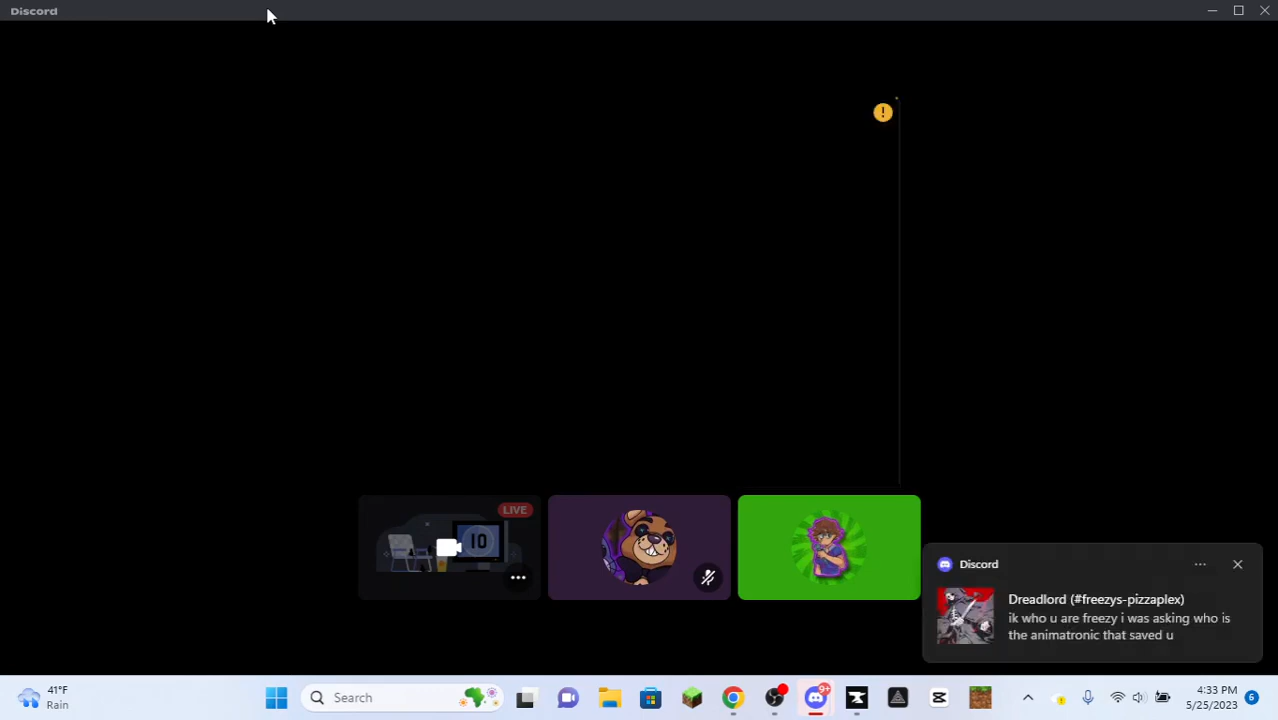 Discord
!
LIVE
10
Discord
Dreadlord (#freezys-pizzaplex)
ik who u are freezy i was asking who is
the animatronic that saved u
41°F
Rain
Search
9+
4:33 PM
5/25/2023
6